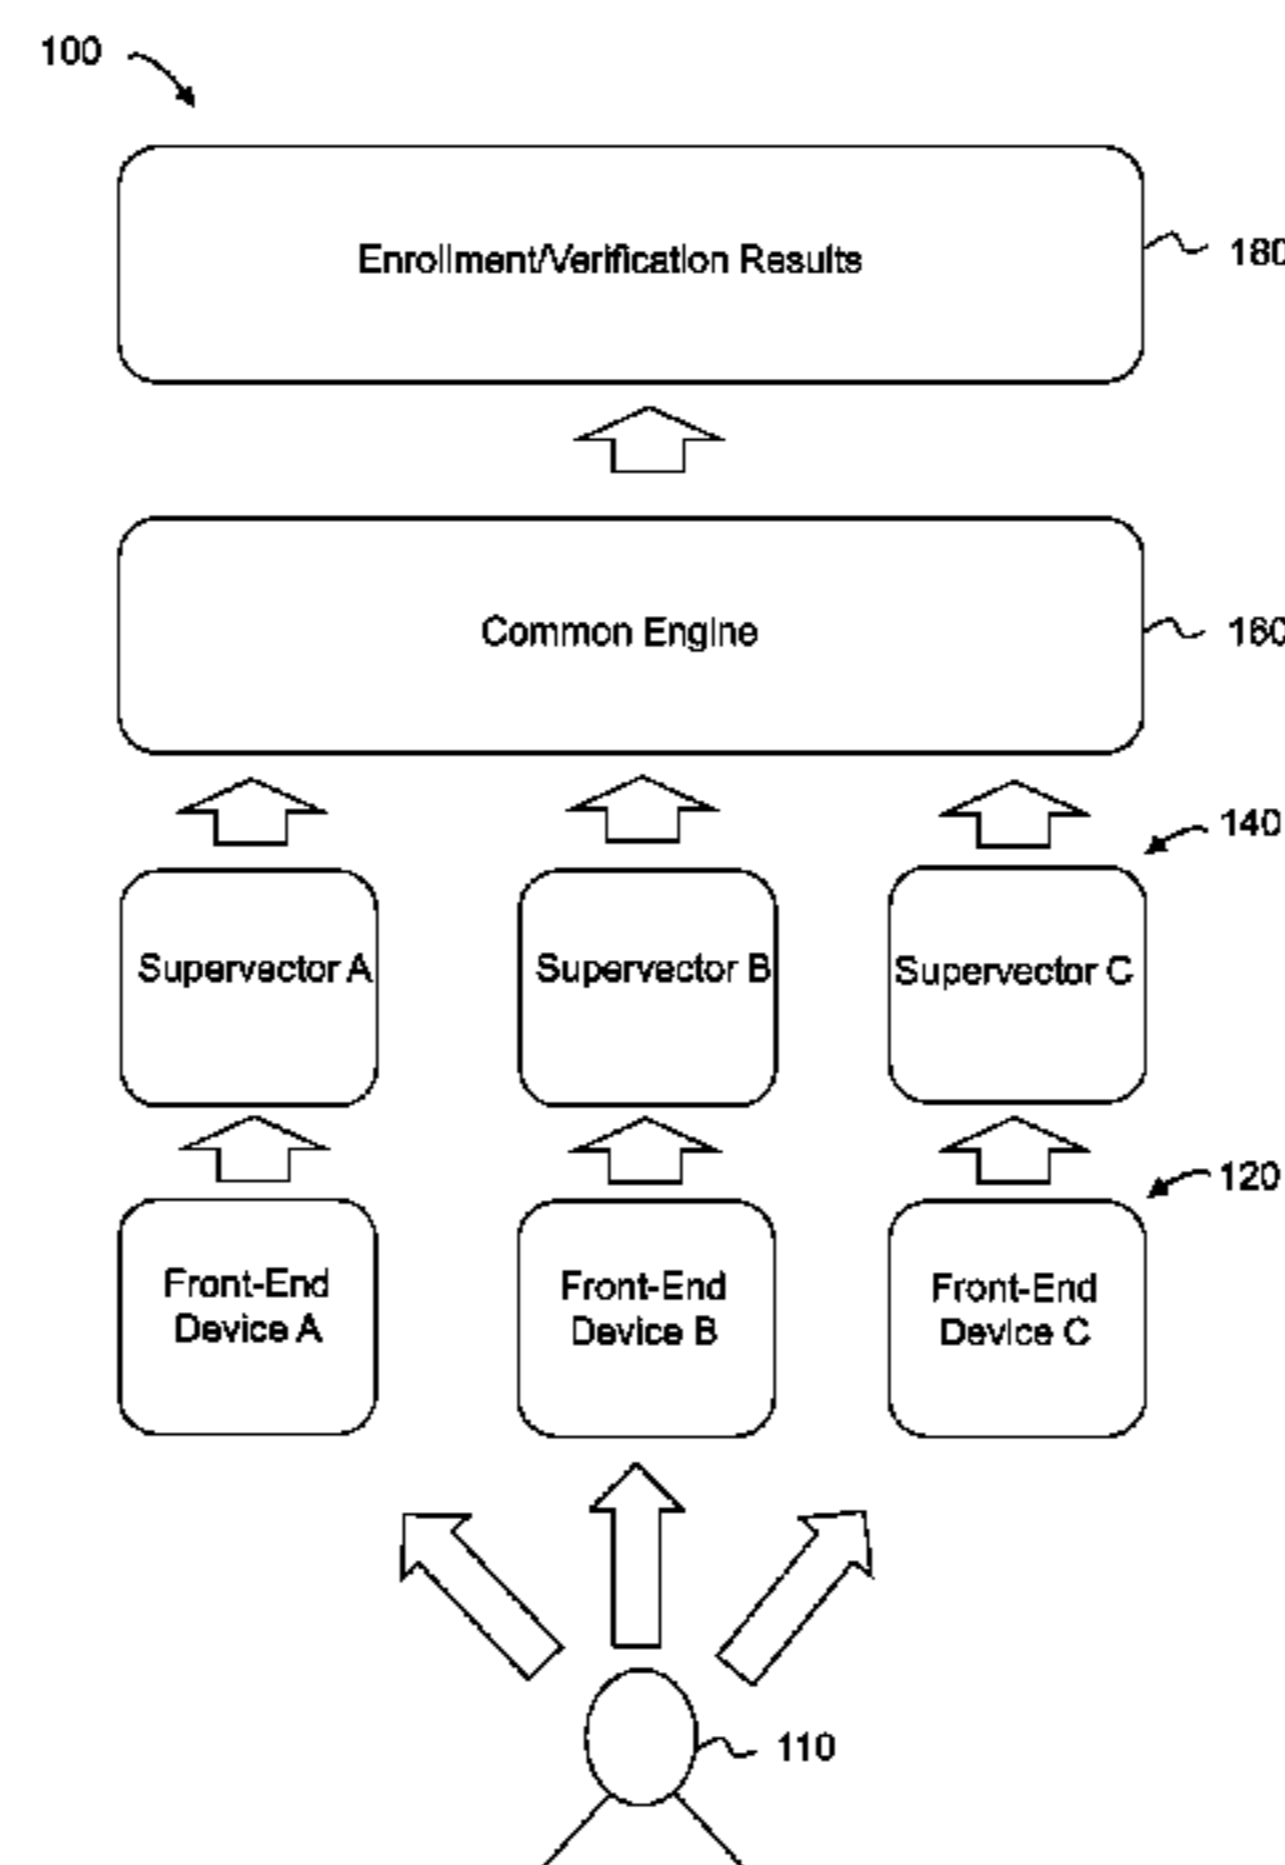 100
Enrollment/Verification Results
180
Common Engine
160
140
Supervector A
Supervector B
Supervector C
120
Front-End
Device A
Front-End
Device B
Front-End
Device C
110